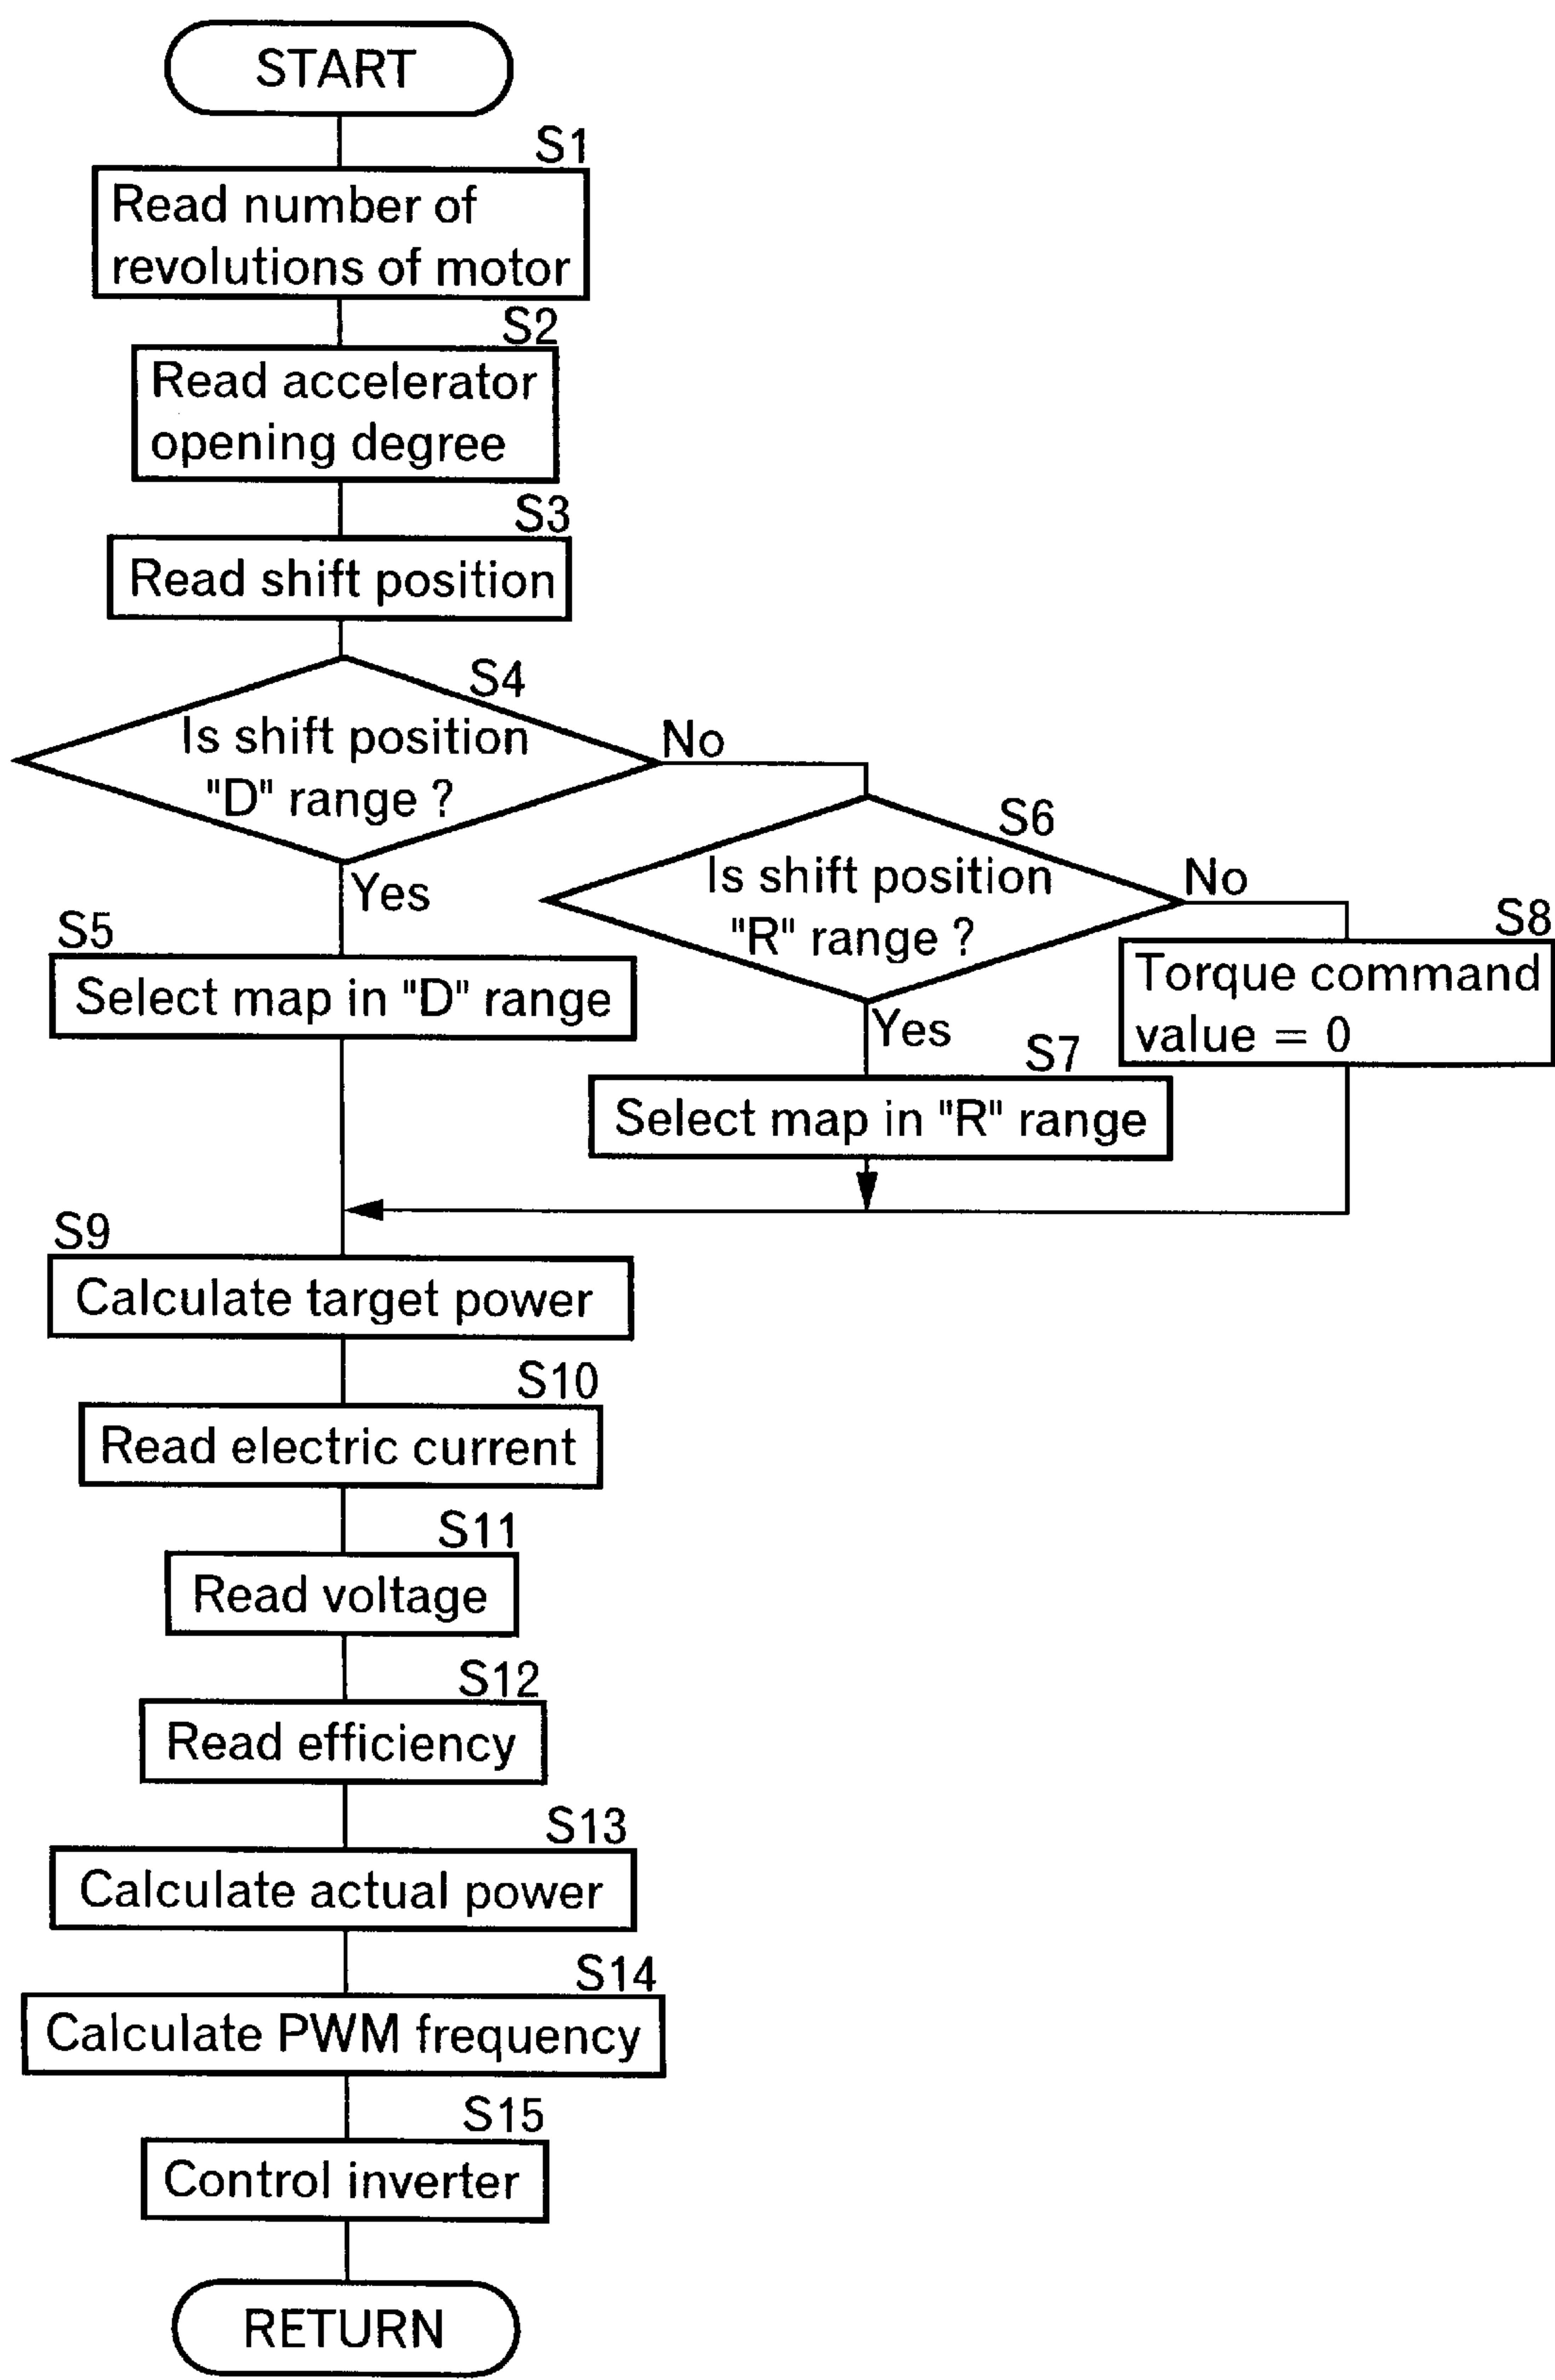 START
S1
Read number of
revolutions of motor
S2
Read accelerator
opening degree
S3
Read shift position
S4
Is shift position
"D" range ?
No
Yes
S6
Is shift position
"R" range ?
No
Yes
S5
Select map in "D" range
S8
Torque command
value = 0
S7
Select map in "R" range
S9
Calculate target power
S10
Read electric current
S11
Read voltage
S12
Read efficiency
S13
Calculate actual power
S14
Calculate PWM frequency
S15
Control inverter
RETURN